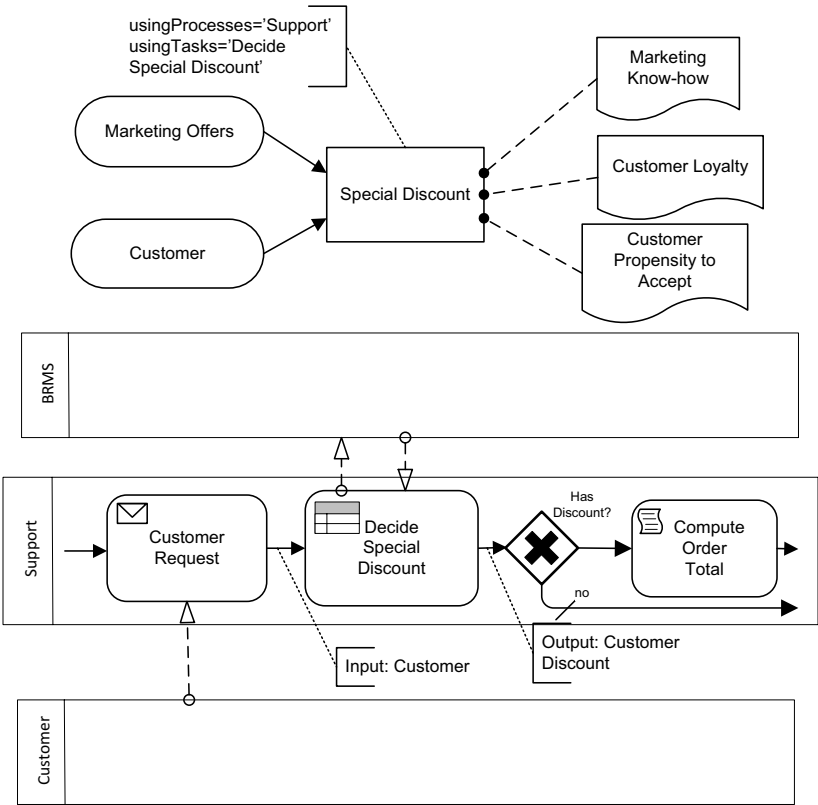 usingProcesses=’Support’
usingTasks=’Decide
Special Discount’
Marketing
Know-how
Marketing Offers
Customer Loyalty
Special Discount
Customer
Customer
Propensity to
Accept
BRMS
Support
Customer
Request
Decide
Special
Discount
Has
Discount?
Compute
Order
Total
no
Input: Customer
Output: Customer
Discount
Customer